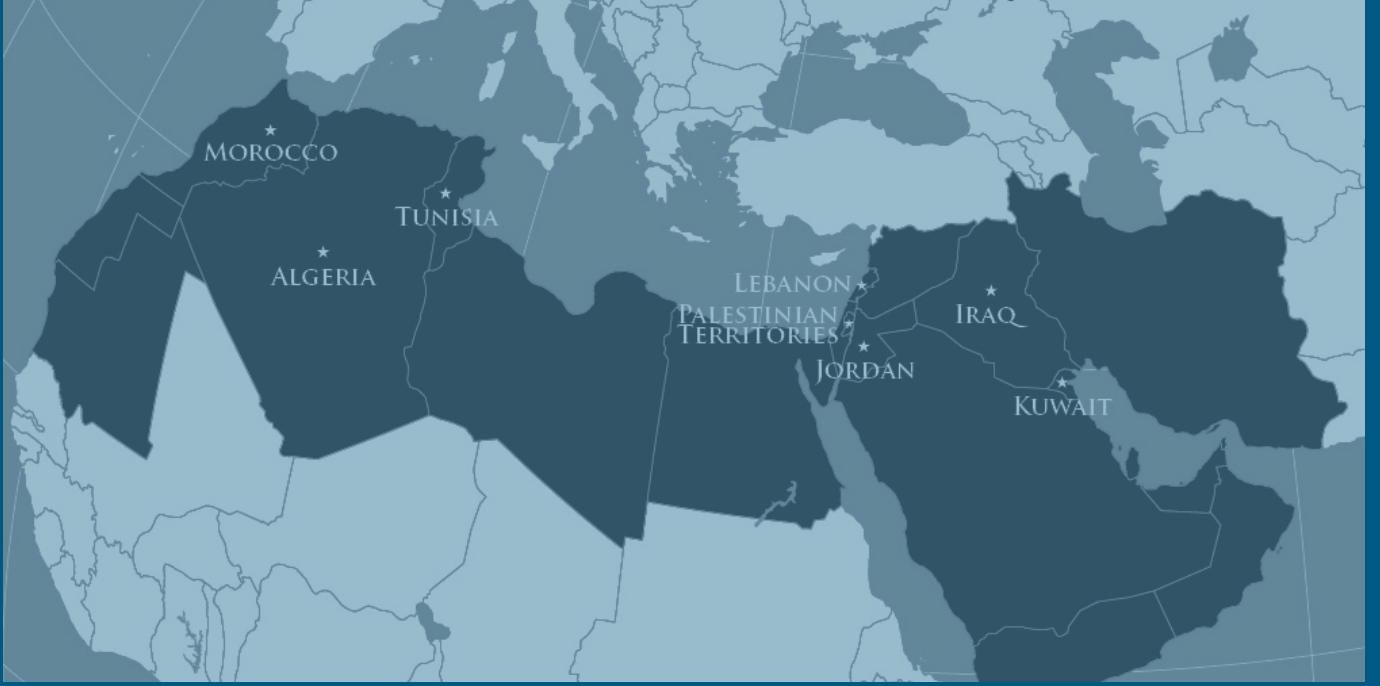 MOROCCO
TUNISIA
ALGERIA
LEBANON
PALESTINIAN
TERRITORIES
IRAQ
JORDAN
KUWAIT